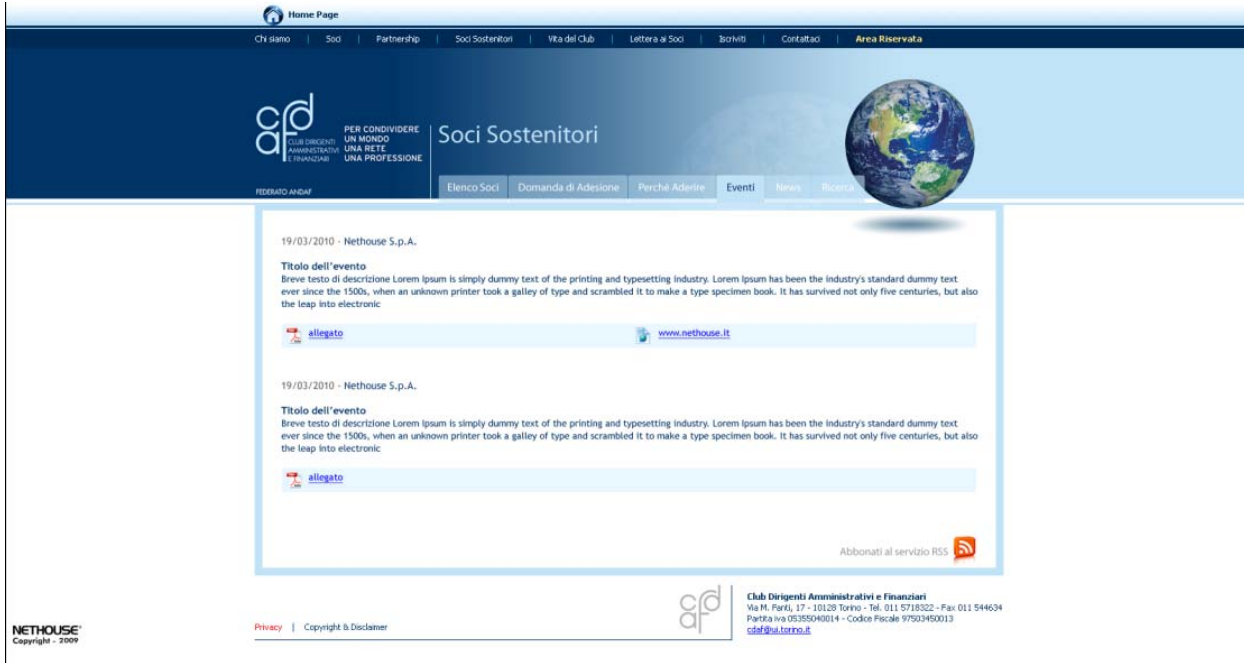 Home Page
Chi siamo | Soci | Partnership | Soci Sostenitori | Vita del Club | Lettera ai Soci | Iscriviti | Contattaci | Area Riservata
cdaf
CLUB DIRIGENTI
AMMINISTRATIVI
E FINANZIARI
PER CONDIVIDERE
UN MONDO
UNA RETE
UNA PROFESSIONE
Soci Sostenitori
FEDERATO ANDAF
Elenco Soci Domanda di Adesione Perché Aderire Eventi News Ricerca
19/03/2010 - Nethouse S.p.A.
Titolo dell'evento
Breve testo di descrizione Lorem Ipsum is simply dummy text of the printing and typesetting industry. Lorem Ipsum has been the industry's standard dummy text
ever since the 1500s, when an unknown printer took a galley of type and scrambled it to make a type specimen book. It has survived not only five centuries, but also
the leap into electronic
allegato www.nethouse.it
19/03/2010 - Nethouse S.p.A.
Titolo dell'evento
Breve testo di descrizione Lorem Ipsum is simply dummy text of the printing and typesetting industry. Lorem Ipsum has been the industry's standard dummy text
ever since the 1500s, when an unknown printer took a galley of type and scrambled it to make a type specimen book. It has survived not only five centuries, but also
the leap into electronic
allegato
Abbonati al servizio RSS
cdaf
Club Dirigenti Amministrativi e Finanziari
Via M. Fanti, 17 - 10128 Torino - Tel. 011 5718322 - Fax 011 544634
Partita iva 05355040014 - Codice Fiscale 97503450013
cdaf@ui.torino.it
Privacy | Copyright & Disclaimer
NETHOUSE
Copyright - 2009